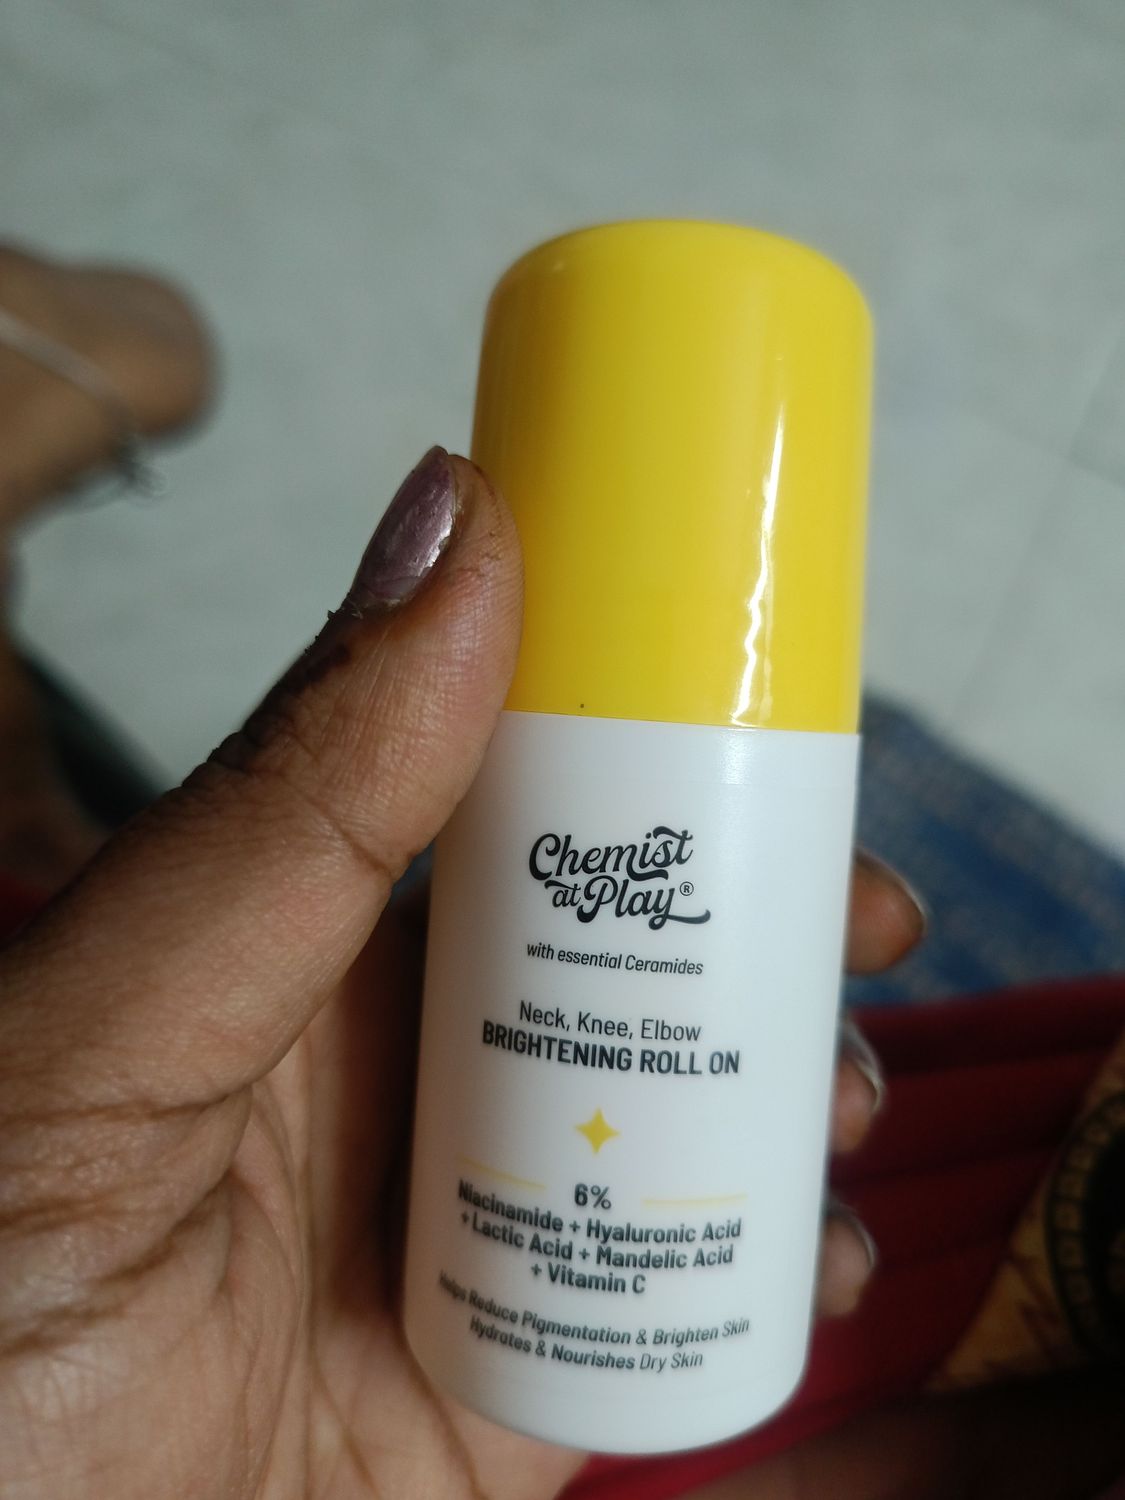 Chemist
at Play®
with essential Ceramides
Neck, Knee, Elbow
BRIGHTENING ROLL ON
6%
Niacinamide + Hyaluronic Acid
+ Lactic Acid + Mandelic Acid
+ Vitamin C
Helps Reduce Pigmentation & Brighten Skin
Hydrates & Nourishes Dry Skin